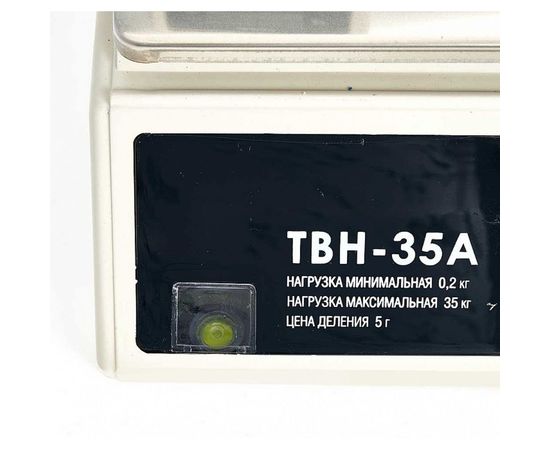 ТВН-35А
НАГРУЗКА МИНИМАЛЬНАЯ 0,2 кг
НАГРУЗКА МАКСИМАЛЬНАЯ 35 кг
ЦЕНА ДЕЛЕНИЯ 5 г